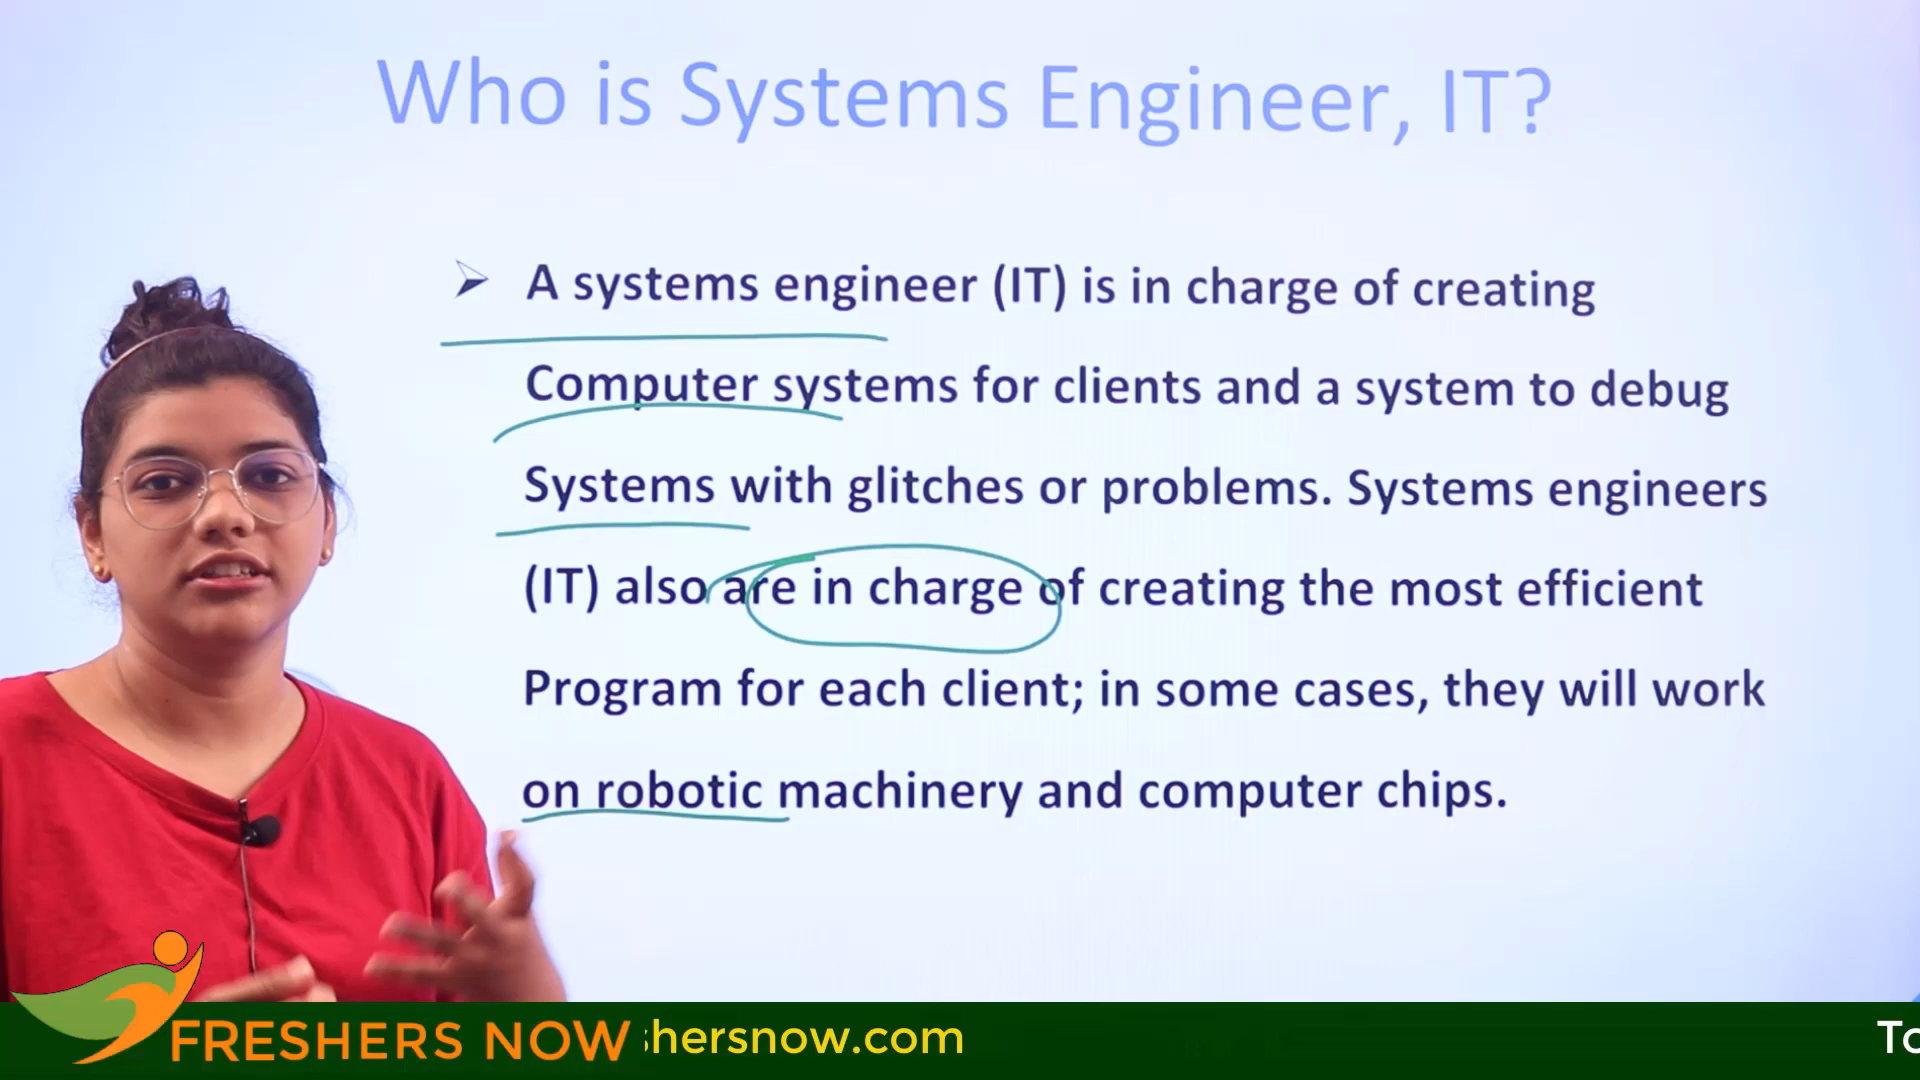 Who is Systems Engineer, IT?
A systems engineer (IT) is in charge of creating
Computer systems for clients and a system to debug
Systems with glitches or problems. Systems engineers
(IT) also are in charge of creating the most efficient
Program for each client; in some cases, they will work
on robotic machinery and computer chips.
FRESHERS NOW
hersnow.com